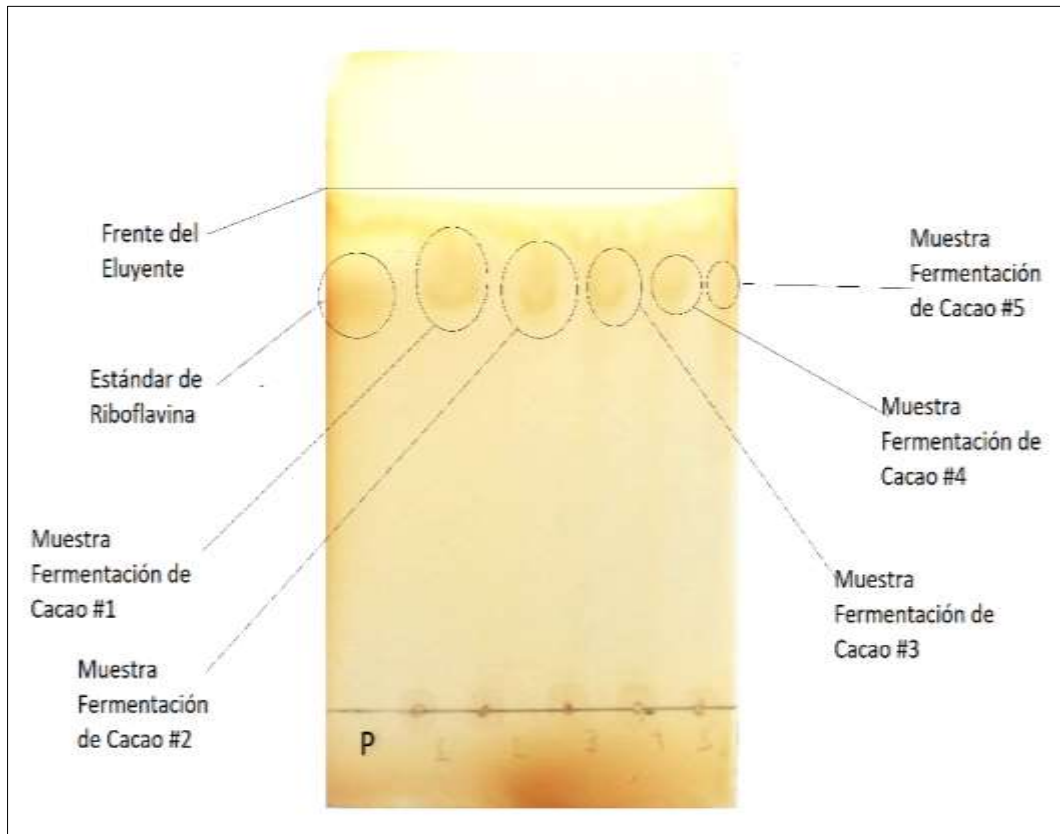 Frente del
Eluyente
Estándar de
Riboflavina
Muestra
Fermentación de
Cacao #1
Muestra
Fermentación
de Cacao #2
Muestra
Fermentación
de Cacao #5
Muestra
Fermentación de
Cacao #4
Muestra
Fermentación de
Cacao #3
P